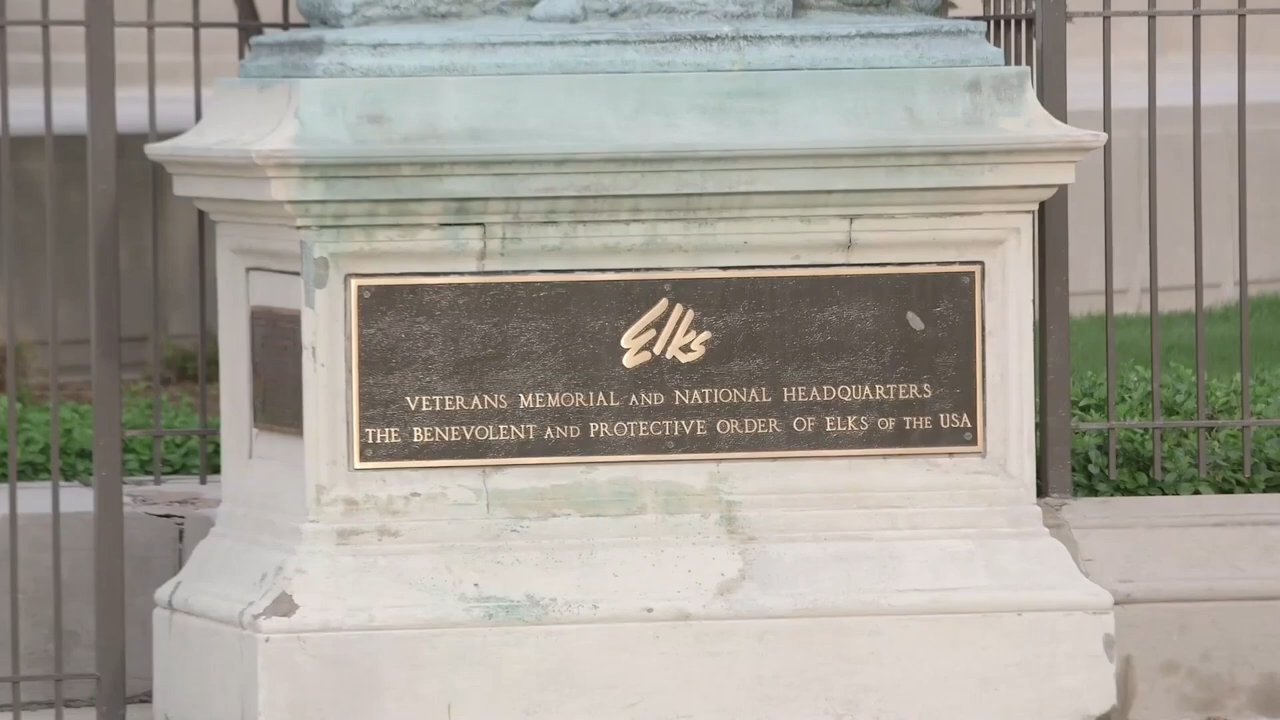 Elks
VETERANS MEMORIAL AND NATIONAL HEADQUARTERS
THE BENEVOLENT AND PROTECTIVE ORDER OF ELKS OF THE USA